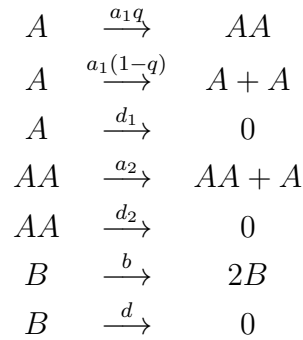 A a₁q ⟶ AA
A a₁(1−q) ⟶ A + A
A d₁ ⟶ 0
AA a₂ ⟶ AA + A
AA d₂ ⟶ 0
B b ⟶ 2B
B d ⟶ 0